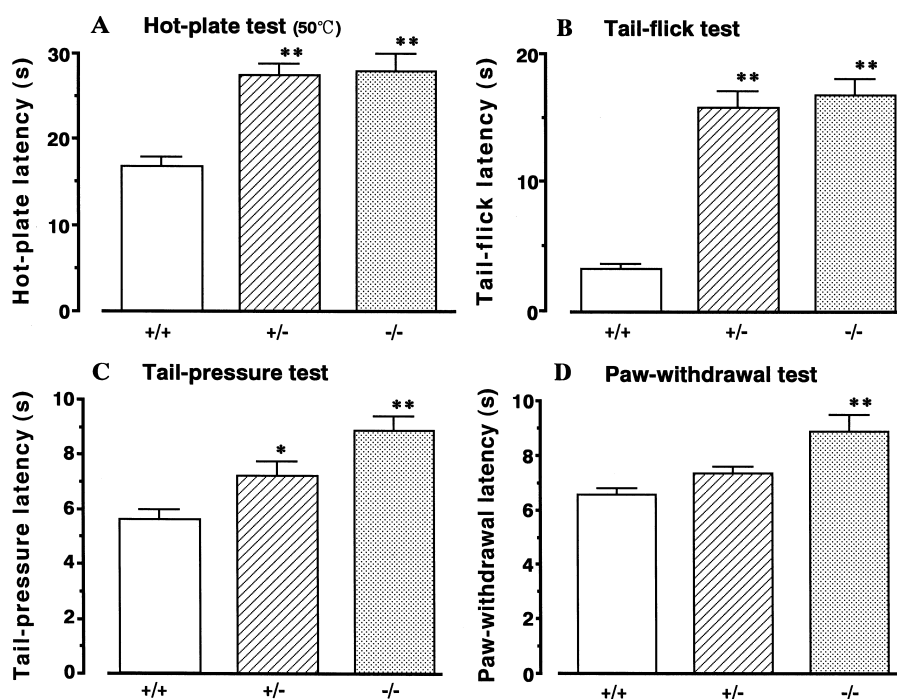 A Hot-plate test (50℃)
Hot-plate latency (s)
30
20
10
0
** **
+/+ +/- -/-
B Tail-flick test
Tail-flick latency (s)
20
10
0
** **
+/+ +/- -/-
C Tail-pressure test
Tail-pressure latency (s)
10
8
6
4
2
0
* **
+/+ +/- -/-
D Paw-withdrawal test
Paw-withdrawal latency (s)
10
8
6
4
2
0
**
+/+ +/- -/-